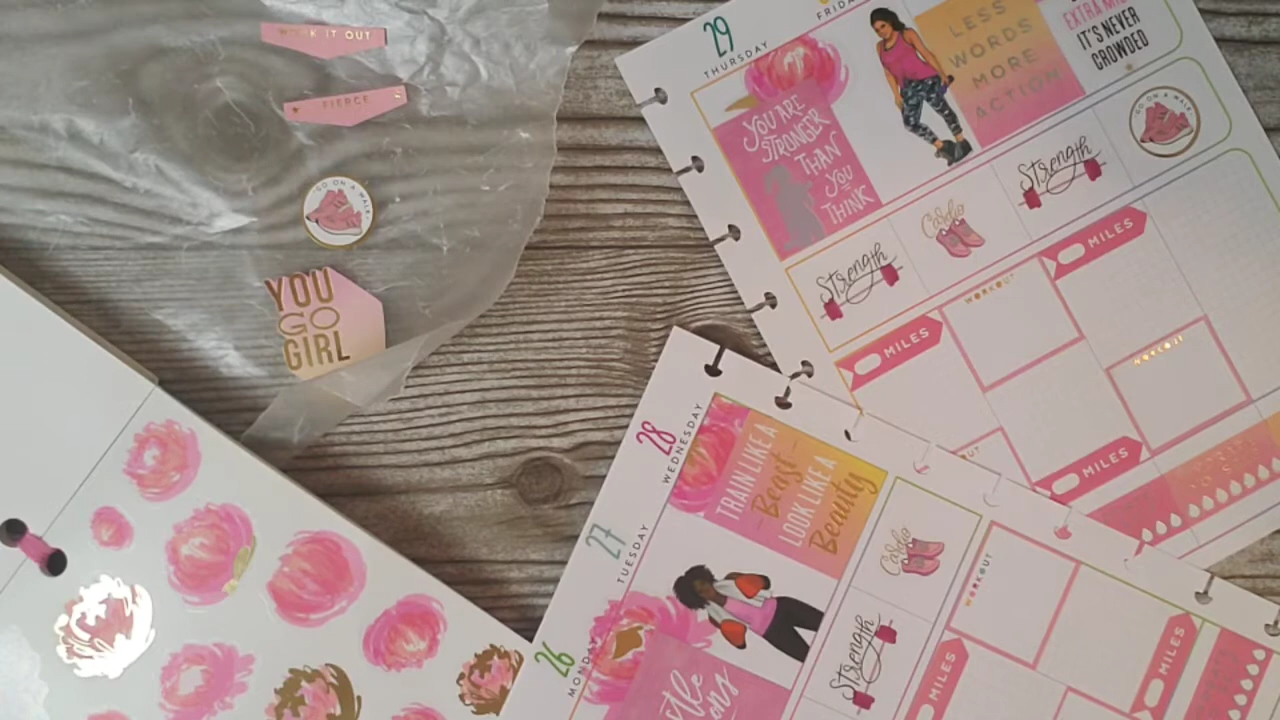 WORK IT OUT
FIERCE
GO ON A WALK
YOU
GO
GIRL
29
THURSDAY
YOU ARE
STRONGER
THAN
YOU
THINK
LESS
WORDS
MORE
ACTION
EXTRA
IT'S NEVER
CROWDED
Strength
Cardio
Strength
GO ON A WALK
MILES
WORKOUT
MILES
WORKOUT
MILES
28
WEDNESDAY
TRAIN LIKE A
Beast
LOOK LIKE A
Beauty
27
TUESDAY
26
MONDAY
Cardio
Strength
WORKOUT
MILES
MILES